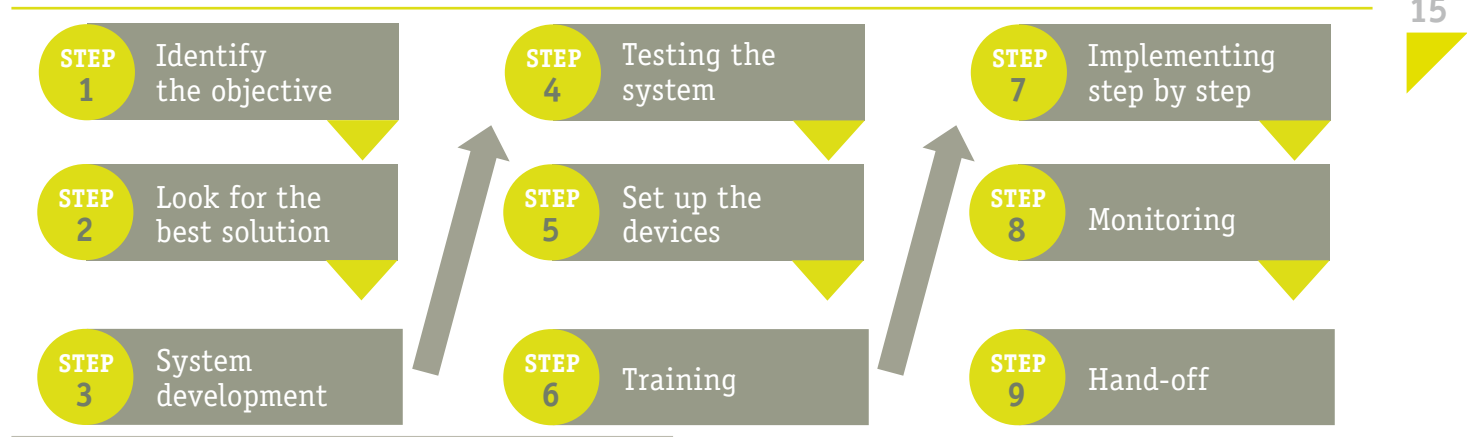 15
STEP
1
Identify
the objective
STEP
2
Look for the
best solution
STEP
3
System
development
STEP
4
Testing the
system
STEP
5
Set up the
devices
STEP
6
Training
STEP
7
Implementing
step by step
STEP
8
Monitoring
STEP
9
Hand-off